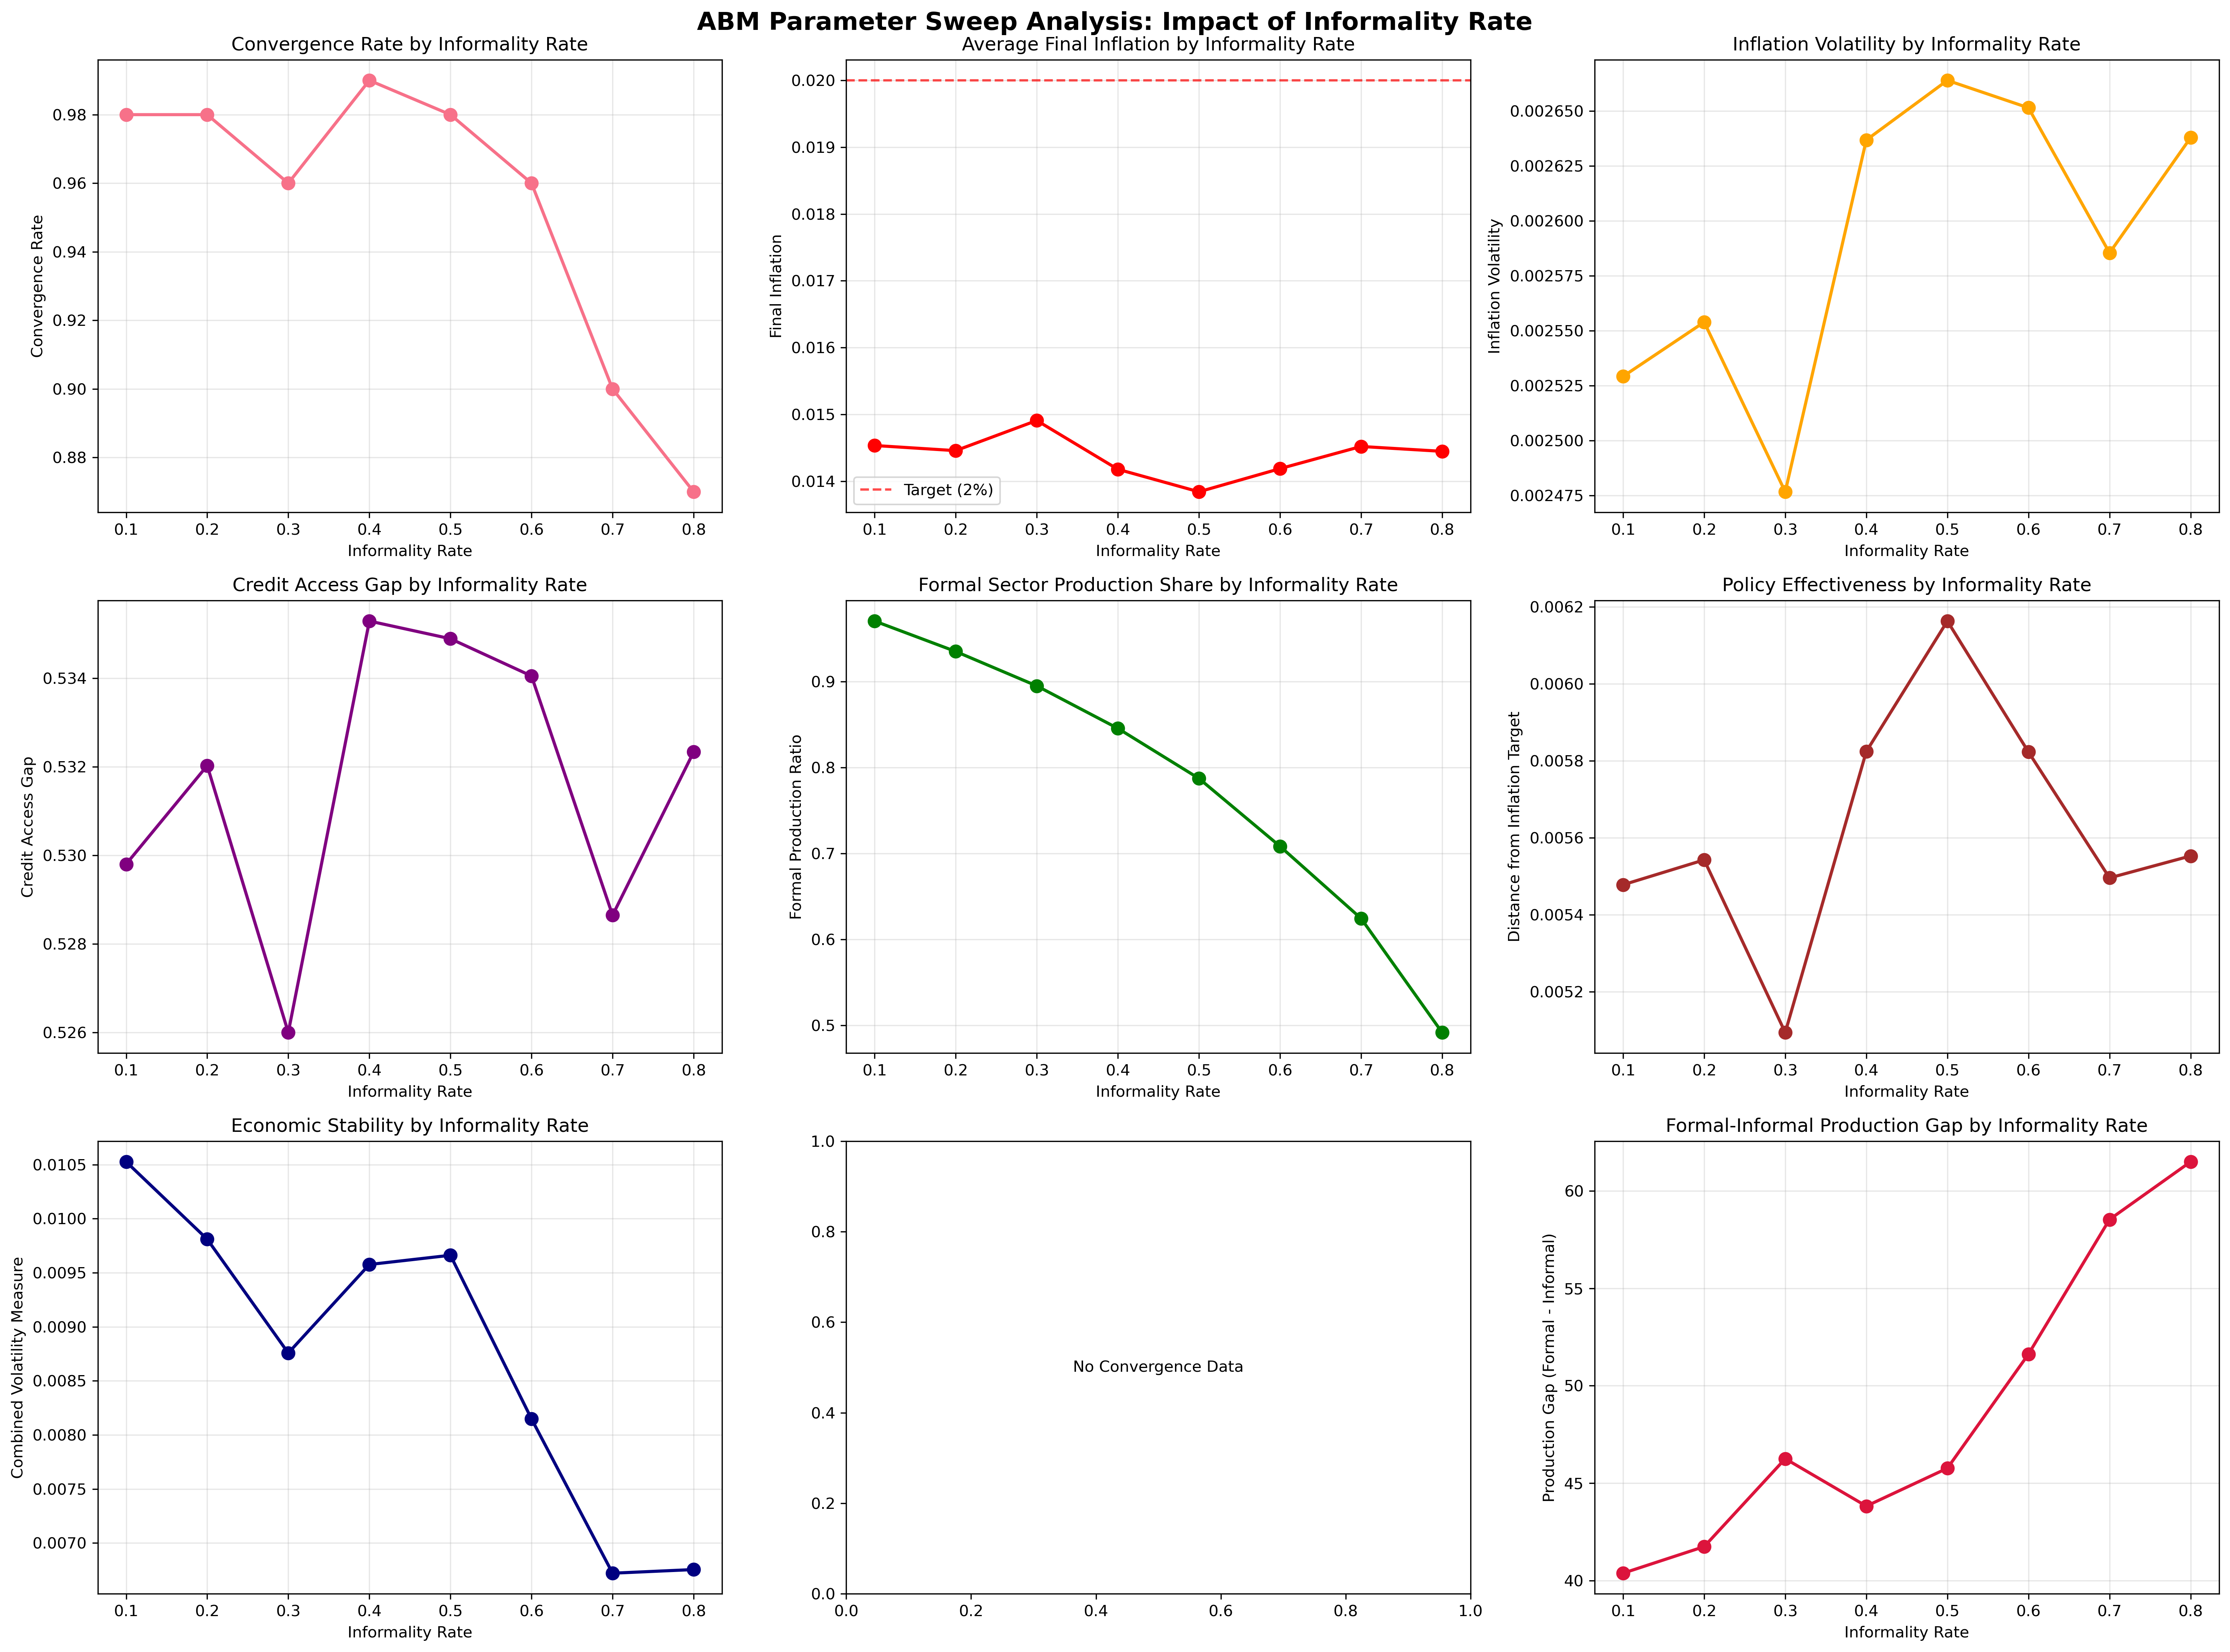 ABM Parameter Sweep Analysis: Impact of Informality Rate
Convergence Rate by Informality Rate
Convergence Rate
0.98
0.96
0.94
0.92
0.90
0.88
0.1 0.2 0.3 0.4 0.5 0.6 0.7 0.8
Informality Rate
Average Final Inflation by Informality Rate
Final Inflation
0.020
0.019
0.018
0.017
0.016
0.015
0.014
Target (2%)
0.1 0.2 0.3 0.4 0.5 0.6 0.7 0.8
Informality Rate
Inflation Volatility by Informality Rate
Inflation Volatility
0.002650
0.002625
0.002600
0.002575
0.002550
0.002525
0.002500
0.002475
0.1 0.2 0.3 0.4 0.5 0.6 0.7 0.8
Informality Rate
Credit Access Gap by Informality Rate
Credit Access Gap
0.534
0.532
0.530
0.528
0.526
0.1 0.2 0.3 0.4 0.5 0.6 0.7 0.8
Informality Rate
Formal Sector Production Share by Informality Rate
Formal Production Ratio
0.9
0.8
0.7
0.6
0.5
0.1 0.2 0.3 0.4 0.5 0.6 0.7 0.8
Informality Rate
Policy Effectiveness by Informality Rate
Distance from Inflation Target
0.0062
0.0060
0.0058
0.0056
0.0054
0.0052
0.1 0.2 0.3 0.4 0.5 0.6 0.7 0.8
Informality Rate
Economic Stability by Informality Rate
Combined Volatility Measure
0.0105
0.0100
0.0095
0.0090
0.0085
0.0080
0.0075
0.0070
0.1 0.2 0.3 0.4 0.5 0.6 0.7 0.8
Informality Rate
1.0
0.8
0.6
0.4
0.2
0.0
No Convergence Data
0.0 0.2 0.4 0.6 0.8 1.0
Formal-Informal Production Gap by Informality Rate
Production Gap (Formal - Informal)
60
55
50
45
40
0.1 0.2 0.3 0.4 0.5 0.6 0.7 0.8
Informality Rate